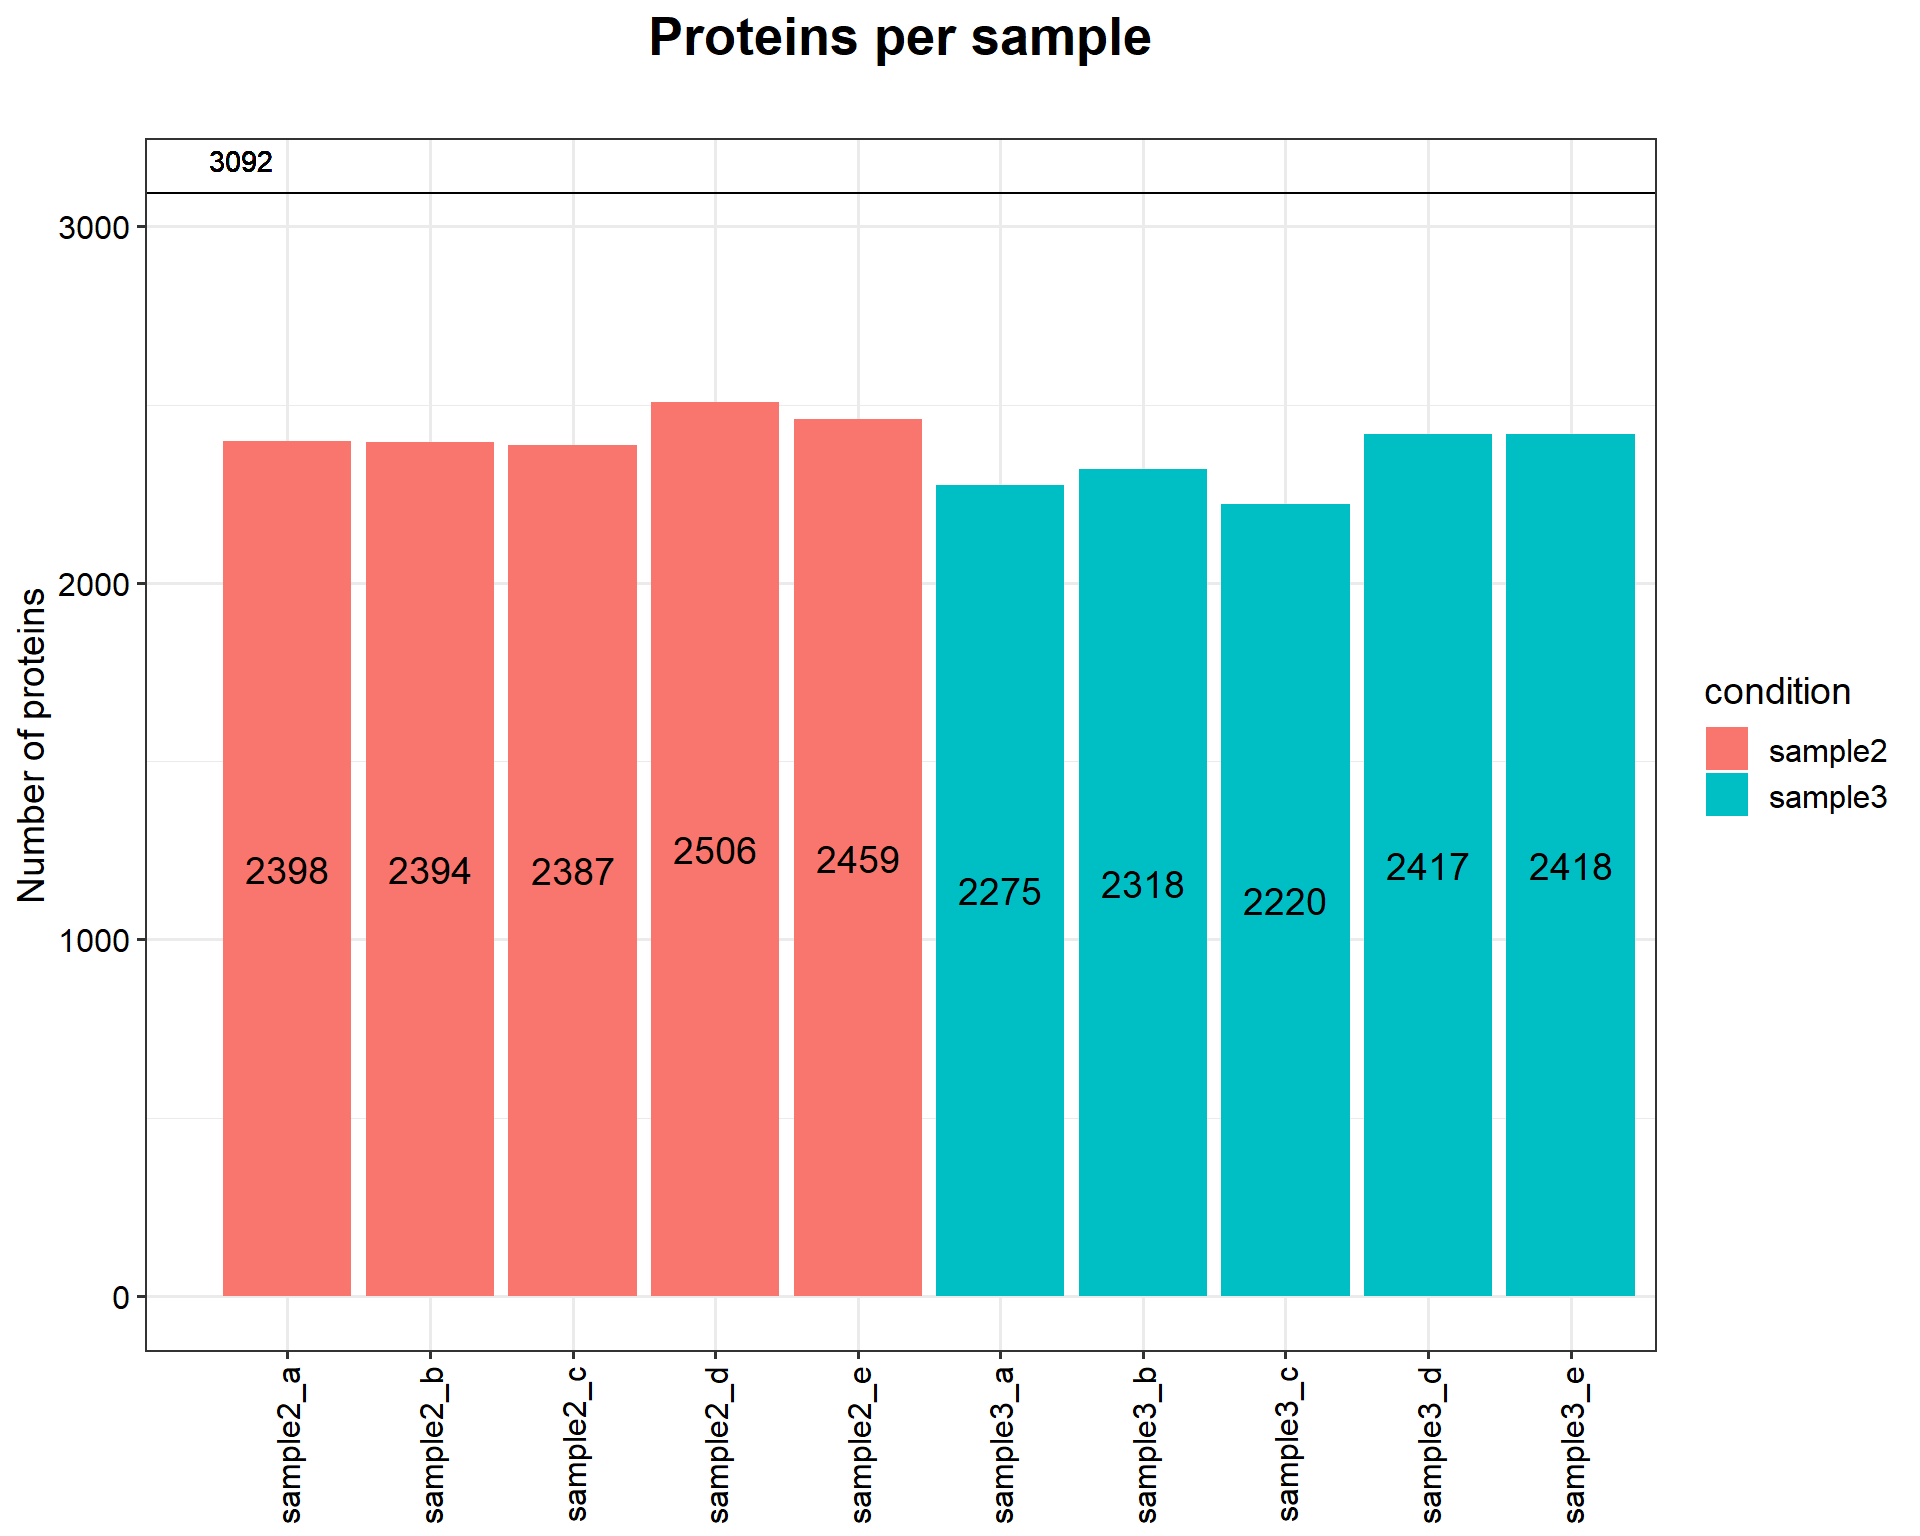 Proteins per sample
3092
3000
2000
1000
0
Number of proteins
2398
2394
2387
2506
2459
2275
2318
2220
2417
2418
sample2_a
sample2_b
sample2_c
sample2_d
sample2_e
sample3_a
sample3_b
sample3_c
sample3_d
sample3_e
condition
sample2
sample3